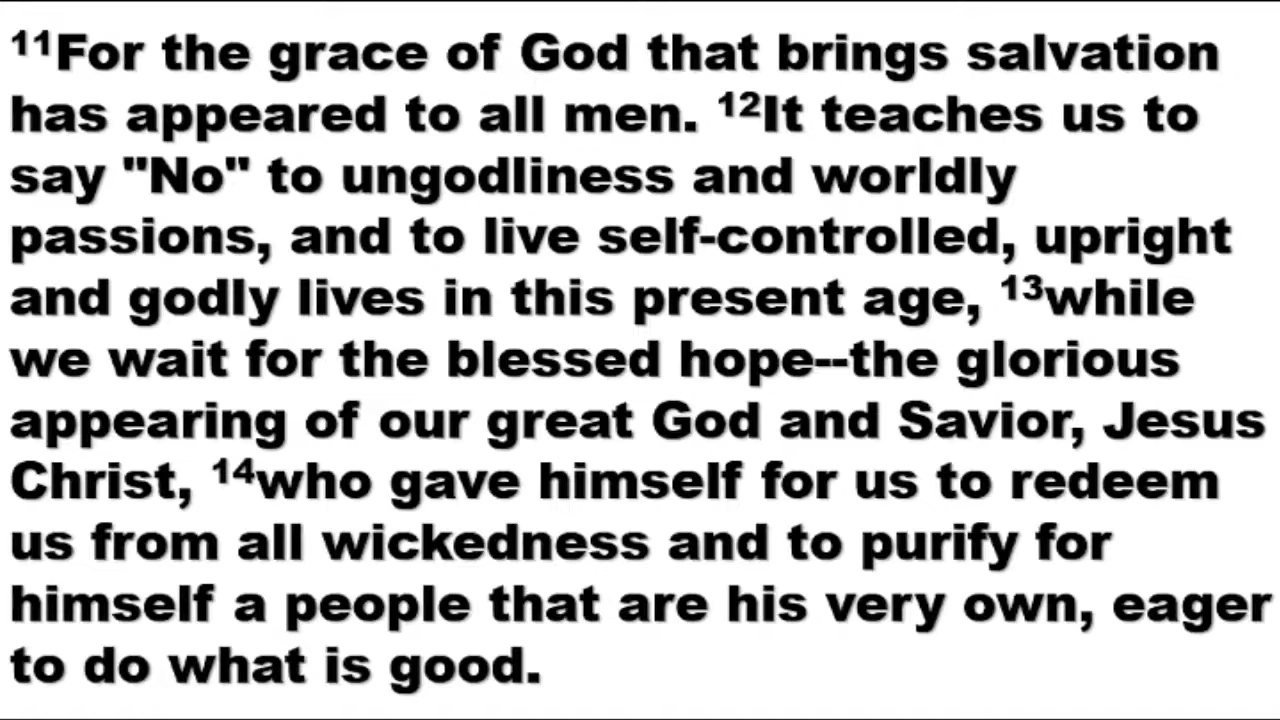 ¹¹For the grace of God that brings salvation
has appeared to all men. ¹²It teaches us to
say "No" to ungodliness and worldly
passions, and to live self-controlled, upright
and godly lives in this present age, ¹³while
we wait for the blessed hope--the glorious
appearing of our great God and Savior, Jesus
Christ, ¹⁴who gave himself for us to redeem
us from all wickedness and to purify for
himself a people that are his very own, eager
to do what is good.